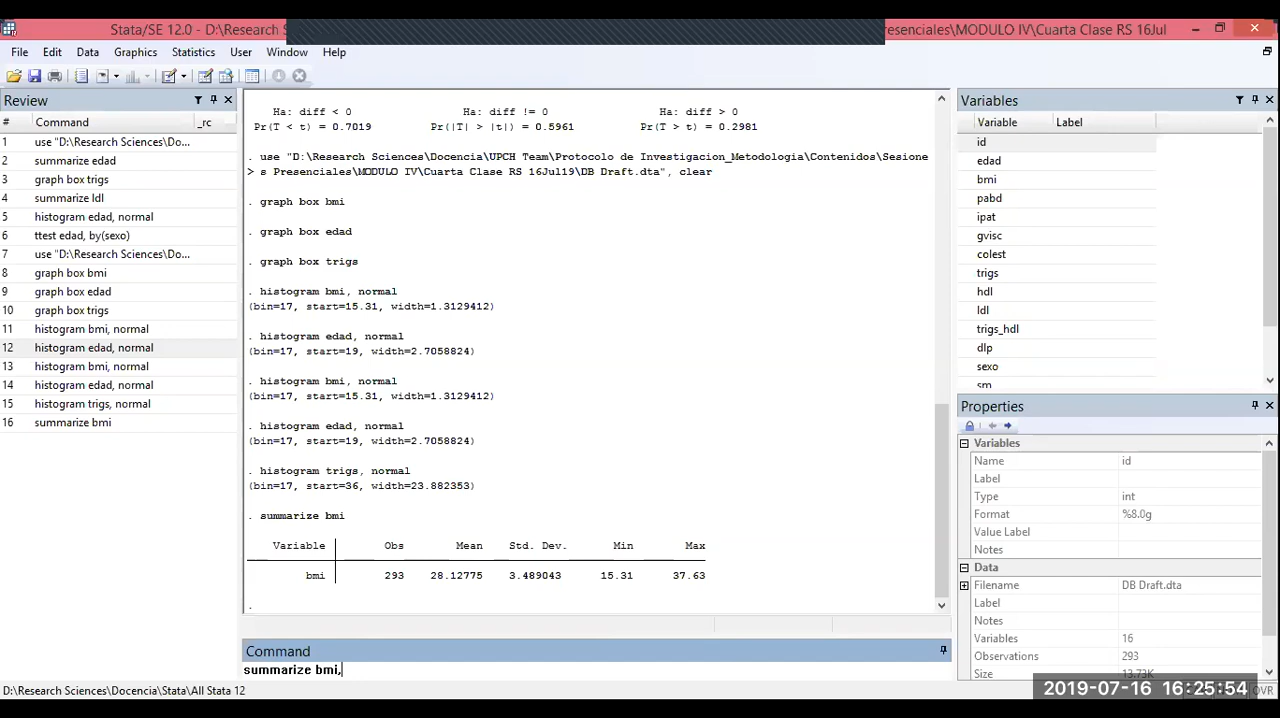 Stata/SE 12.0 - D:\Research S
resenciales\MODULO IV\Cuarta Clase RS 16Jul
File Edit Data Graphics Statistics User Window Help
Review
# Command _rc
1 use "D:\Research Sciences\Do...
2 summarize edad
3 graph box trigs
4 summarize ldl
5 histogram edad, normal
6 ttest edad, by(sexo)
7 use "D:\Research Sciences\Do...
8 graph box bmi
9 graph box edad
10 graph box trigs
11 histogram bmi, normal
12 histogram edad, normal
13 histogram bmi, normal
14 histogram edad, normal
15 histogram trigs, normal
16 summarize bmi
Ha: diff < 0 Ha: diff != 0 Ha: diff > 0
Pr(T < t) = 0.7019 Pr(|T| > |t|) = 0.5961 Pr(T > t) = 0.2981
. use "D:\Research Sciences\Docencia\UPCH Team\Protocolo de Investigacion_Metodologia\Contenidos\Sesione
> s Presenciales\MODULO IV\Cuarta Clase RS 16Jul19\DB Draft.dta", clear
. graph box bmi
. graph box edad
. graph box trigs
. histogram bmi, normal
(bin=17, start=15.31, width=1.3129412)
. histogram edad, normal
(bin=17, start=19, width=2.7058824)
. histogram bmi, normal
(bin=17, start=15.31, width=1.3129412)
. histogram edad, normal
(bin=17, start=19, width=2.7058824)
. histogram trigs, normal
(bin=17, start=36, width=23.882353)
. summarize bmi
Variable Obs Mean Std. Dev. Min Max
bmi 293 28.12775 3.489043 15.31 37.63
.
Command
summarize bmi,
Variables
Variable Label
id
edad
bmi
pabd
ipat
gvisc
colest
trigs
hdl
ldl
trigs_hdl
dlp
sexo
sm
Properties
Variables
Name id
Label
Type int
Format %8.0g
Value Label
Notes
Data
Filename DB Draft.dta
Label
Notes
Variables 16
Observations 293
Size 13.73K
D:\Research Sciences\Docencia\Stata\All Stata 12
2019-07-16 16:25:54
OVR